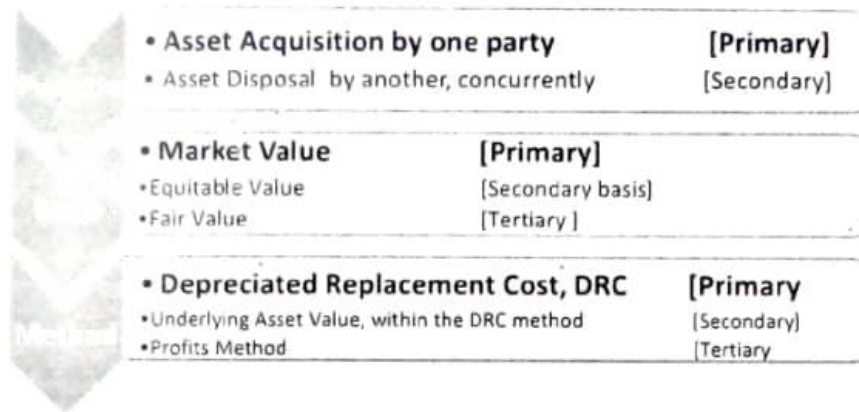 • Asset Acquisition by one party [Primary]
• Asset Disposal by another, concurrently [Secondary]
• Market Value [Primary]
•Equitable Value [Secondary basis]
•Fair Value [Tertiary ]
• Depreciated Replacement Cost, DRC [Primary
•Underlying Asset Value, within the DRC method [Secondary)
•Profits Method [Tertiary